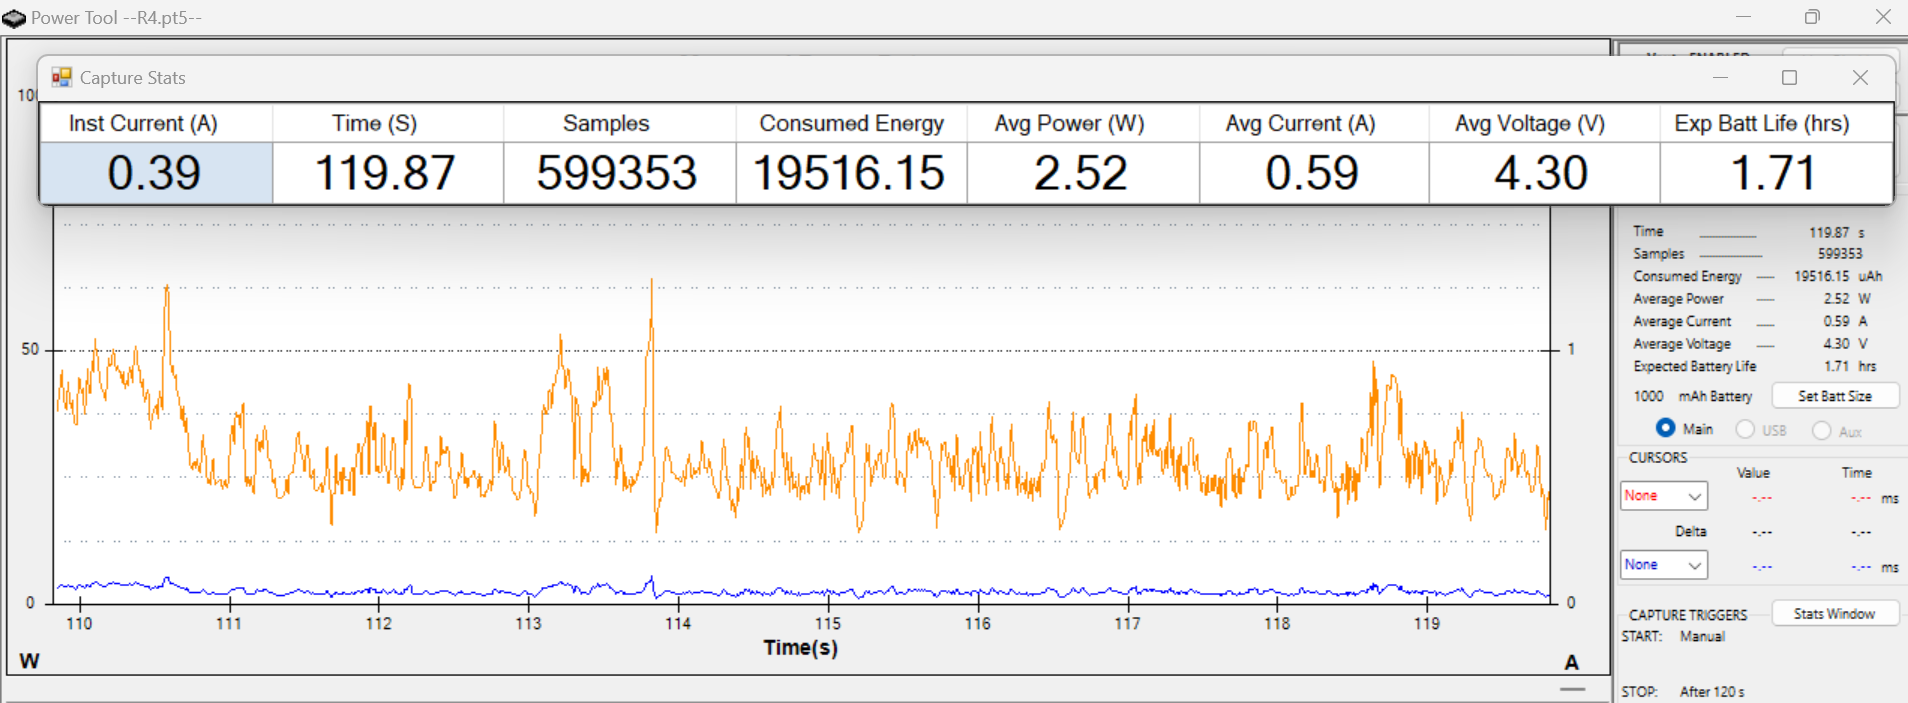 Power Tool --R4.pt5--
Capture Stats
Inst Current (A) Time (S) Samples Consumed Energy Avg Power (W) Avg Current (A) Avg Voltage (V) Exp Batt Life (hrs)
0.39 119.87 599353 19516.15 2.52 0.59 4.30 1.71
50
0
1
0
110 111 112 113 114 115 116 117 118 119
Time(s)
W
A
Time 119.87 s
Samples 599353
Consumed Energy 19516.15 uAh
Average Power 2.52 W
Average Current 0.59 A
Average Voltage 4.30 V
Expected Battery Life 1.71 hrs
1000 mAh Battery Set Batt Size
Main USB Aux
CURSORS
Value Time
None -.-- -.-- ms
Delta -.-- -.--
None -.-- -.-- ms
CAPTURE TRIGGERS Stats Window
START: Manual
STOP: After 120 s